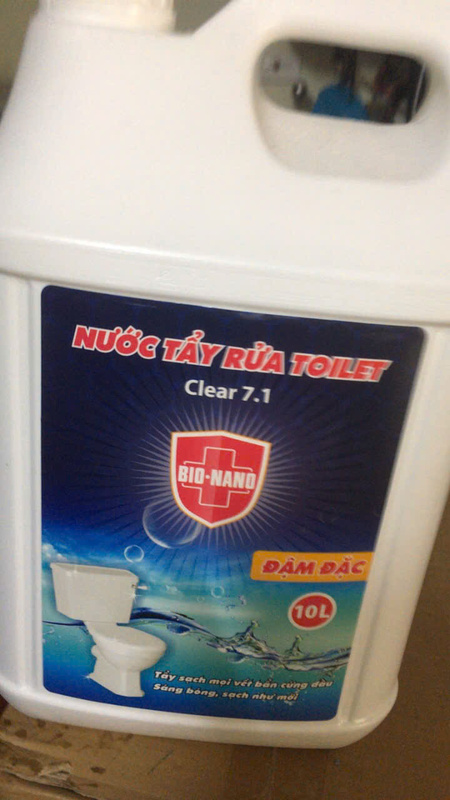 NƯỚC TẨY RỬA TOILET
Clear 7.1
BIO-NANO
ĐẬM ĐẶC
10L
Tẩy sạch mọi vết bẩn cứng đầu
Sáng bóng, sạch như mới